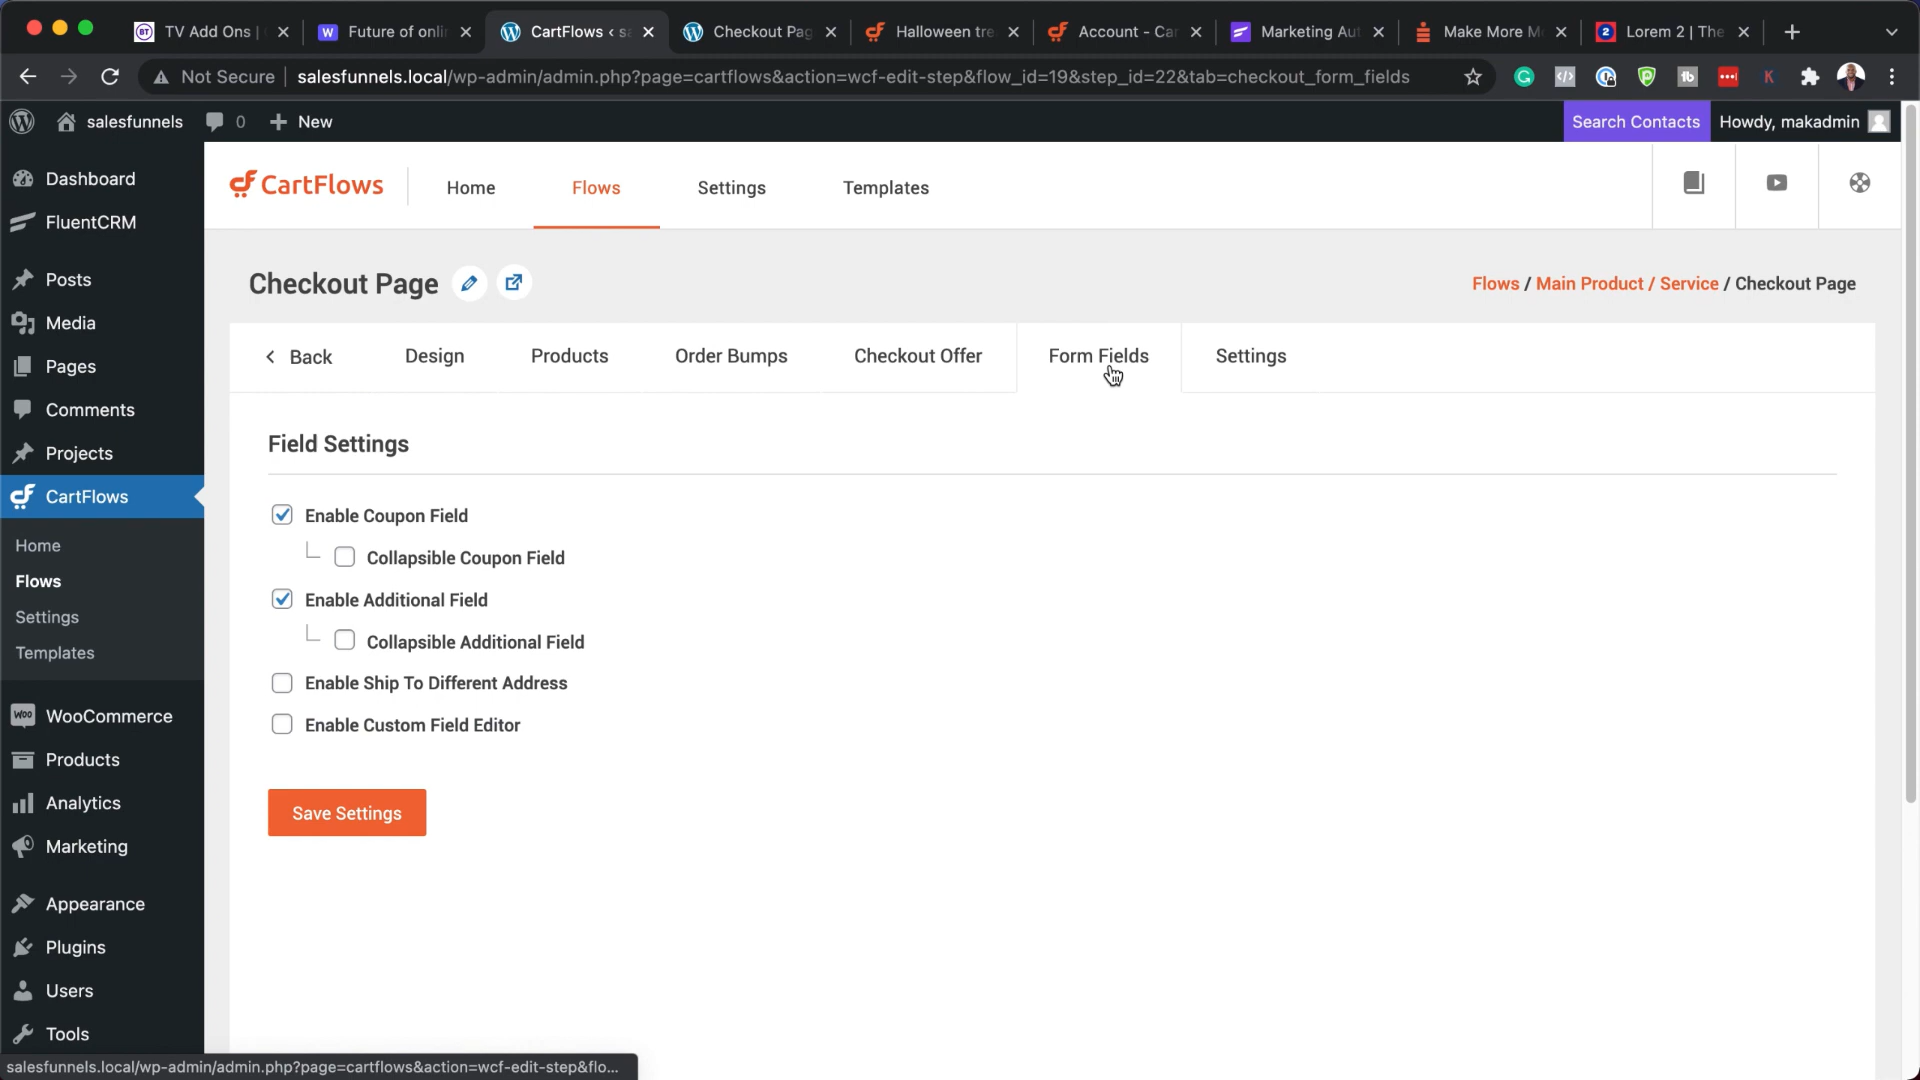 TV Add Ons |
Future of onli
CartFlows ‹ sa
Checkout Pag
Halloween tre
Account - Car
Marketing Aut
Make More M
Lorem 2 | The
Not Secure
salesfunnels.local/wp-admin/admin.php?page=cartflows&action=wcf-edit-step&flow_id=19&step_id=22&tab=checkout_form_fields
salesfunnels
0
New
Search Contacts
Howdy, makadmin
Dashboard
FluentCRM
Posts
Media
Pages
Comments
Projects
CartFlows
Home
Flows
Settings
Templates
WooCommerce
Products
Analytics
Marketing
Appearance
Plugins
Users
Tools
CartFlows
Home
Flows
Settings
Templates
Checkout Page
Flows / Main Product / Service / Checkout Page
Back
Design
Products
Order Bumps
Checkout Offer
Form Fields
Settings
Field Settings
Enable Coupon Field
Collapsible Coupon Field
Enable Additional Field
Collapsible Additional Field
Enable Ship To Different Address
Enable Custom Field Editor
Save Settings
salesfunnels.local/wp-admin/admin.php?page=cartflows&action=wcf-edit-step&flo...